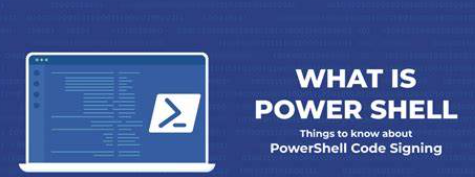 WHAT IS
POWER SHELL
Things to know about
PowerShell Code Signing